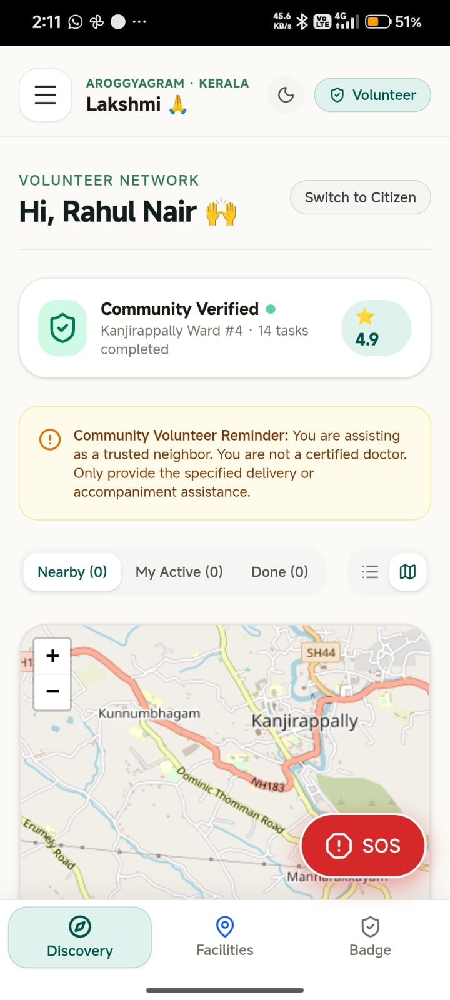 2:11
45.6
KB/s
Vo
LTE
4G
51%
AROGGYAGRAM · KERALA
Lakshmi 🙏
Volunteer
VOLUNTEER NETWORK
Hi, Rahul Nair 🙌
Switch to Citizen
Community Verified
Kanjirappally Ward #4 · 14 tasks
completed
⭐
4.9
Community Volunteer Reminder: You are assisting
as a trusted neighbor. You are not a certified doctor.
Only provide the specified delivery or
accompaniment assistance.
Nearby (0)
My Active (0)
Done (0)
+
−
SH44
Kunnumbhagam
Kanjirappally
NH183
Dominic Thomman Road
Erumely Road
SOS
Discovery
Facilities
Badge